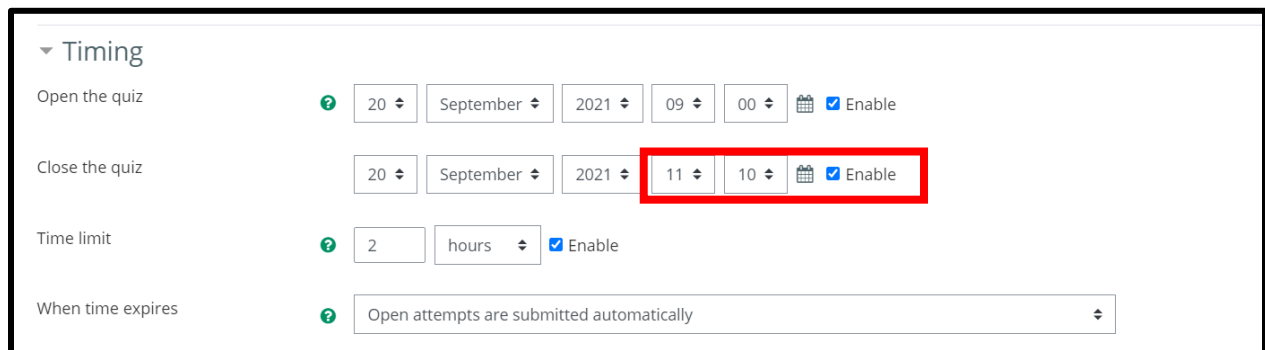 Timing
Open the quiz 20 September 2021 09 00 Enable
Close the quiz 20 September 2021 11 10 Enable
Time limit 2 hours Enable
When time expires Open attempts are submitted automatically